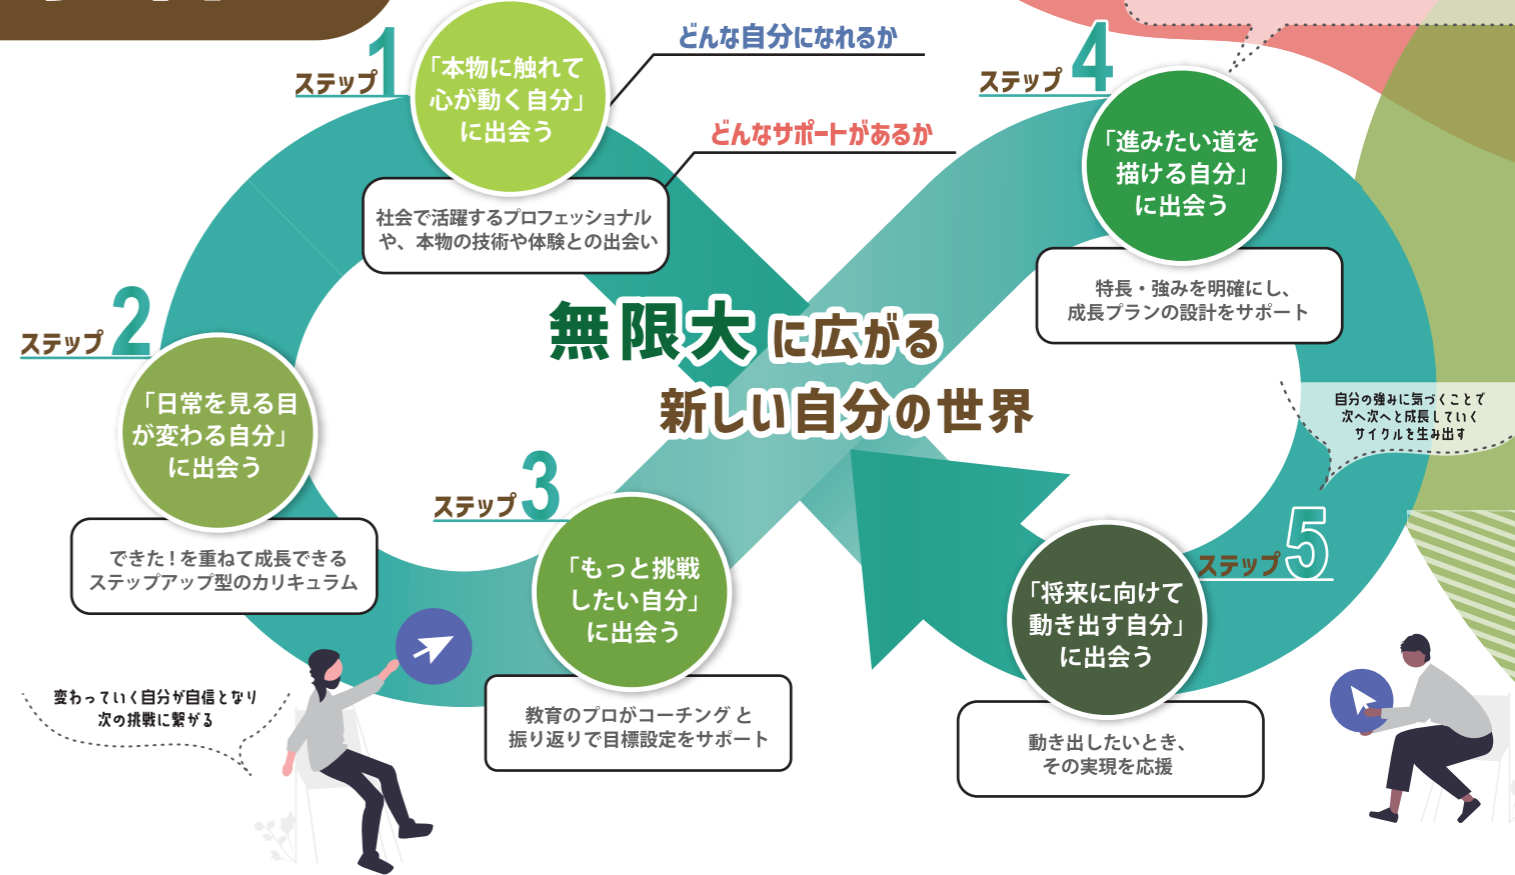 ステップ1
「本物に触れて
心が動く自分」
に出会う
どんな自分になれるか
どんなサポートがあるか
社会で活躍するプロフェッショナル
や、本物の技術や体験との出会い
ステップ2
「日常を見る目
が変わる自分」
に出会う
できた！を重ねて成長できる
ステップアップ型のカリキュラム
無限大に広がる
新しい自分の世界
ステップ3
「もっと挑戦
したい自分」
に出会う
教育のプロがコーチングと
振り返りで目標設定をサポート
変わっていく自分が自信となり
次の挑戦に繋がる
ステップ4
「進みたい道を
描ける自分」
に出会う
特長・強みを明確にし、
成長プランの設計をサポート
自分の強みに気づくことで
次へ次へと成長していく
サイクルを生み出す
ステップ5
「将来に向けて
動き出す自分」
に出会う
動き出したいとき、
その実現を応援